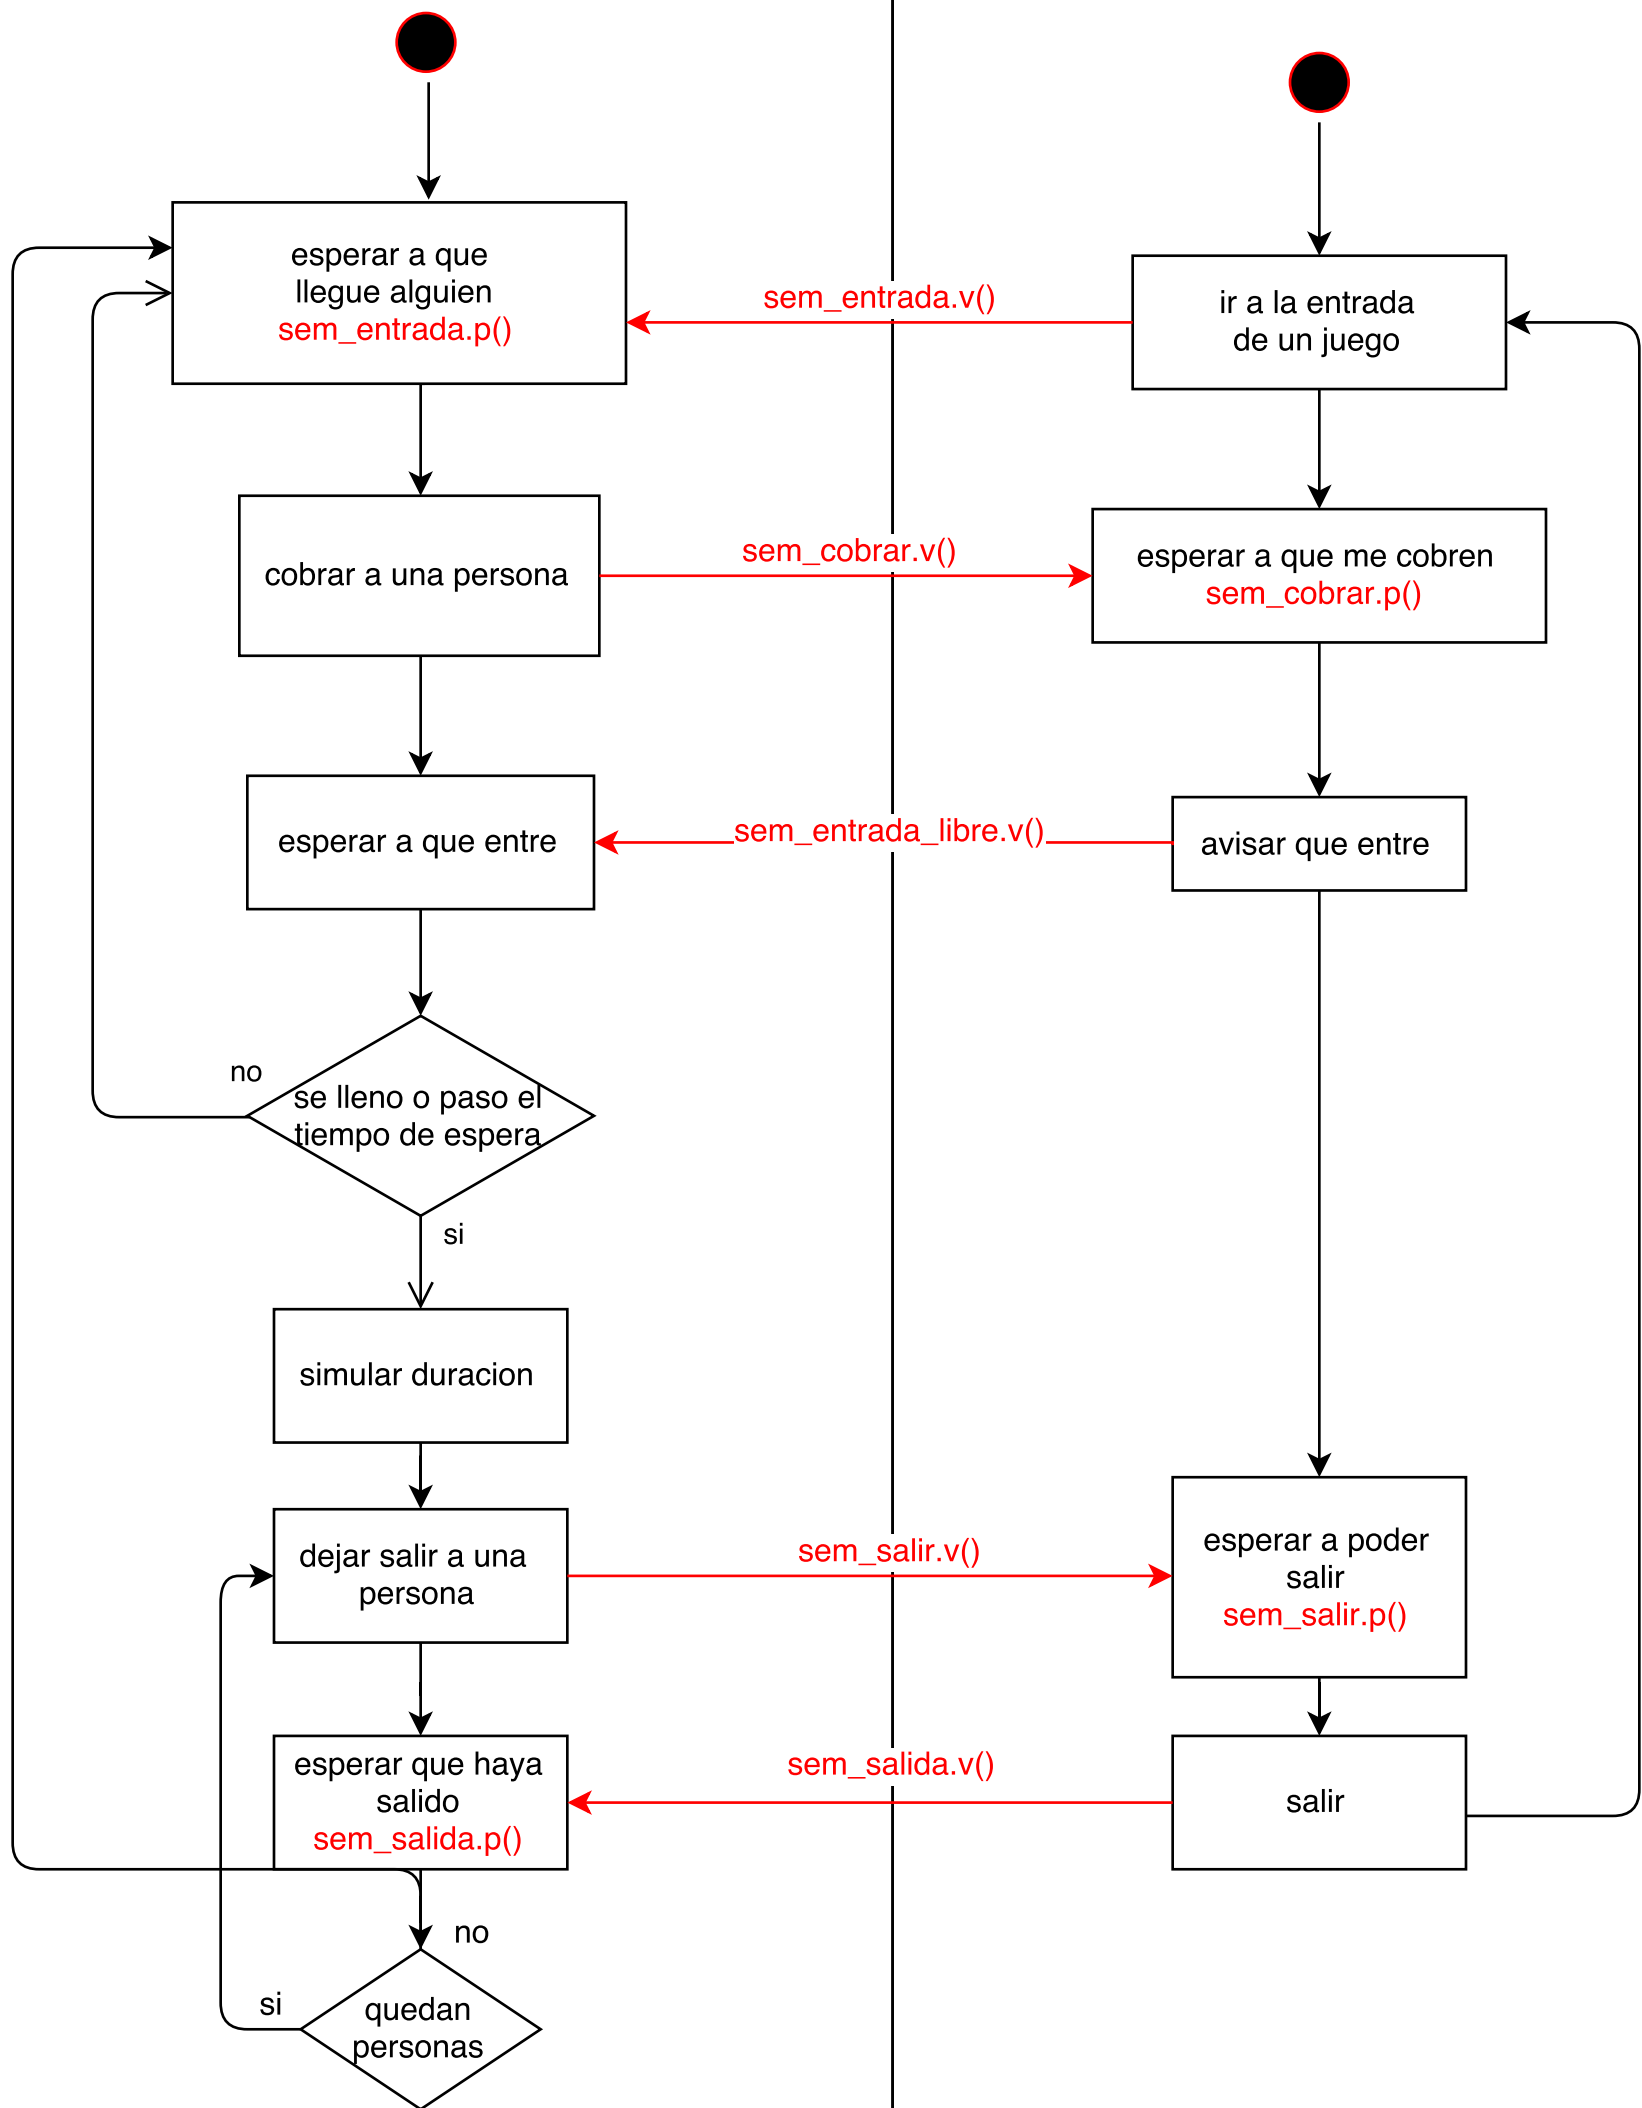 esperar a que
llegue alguien
sem_entrada.p()
sem_entrada.v()
ir a la entrada
de un juego
cobrar a una persona
sem_cobrar.v()
esperar a que me cobren
sem_cobrar.p()
esperar a que entre
sem_entrada_libre.v()
avisar que entre
no
se lleno o paso el
tiempo de espera
si
simular duracion
dejar salir a una
persona
sem_salir.v()
esperar a poder
salir
sem_salir.p()
esperar que haya
salido
sem_salida.p()
sem_salida.v()
salir
no
si
quedan
personas